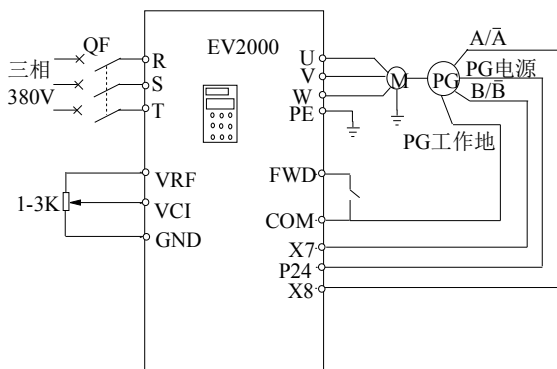 A/Ā
QF
R
EV2000
U
三相
V
M
PG
PG电源
S
380V
W
B/B̄
T
PE
PG工作地
VRF
FWD
1-3K
VCI
COM
GND
X7
P24
X8